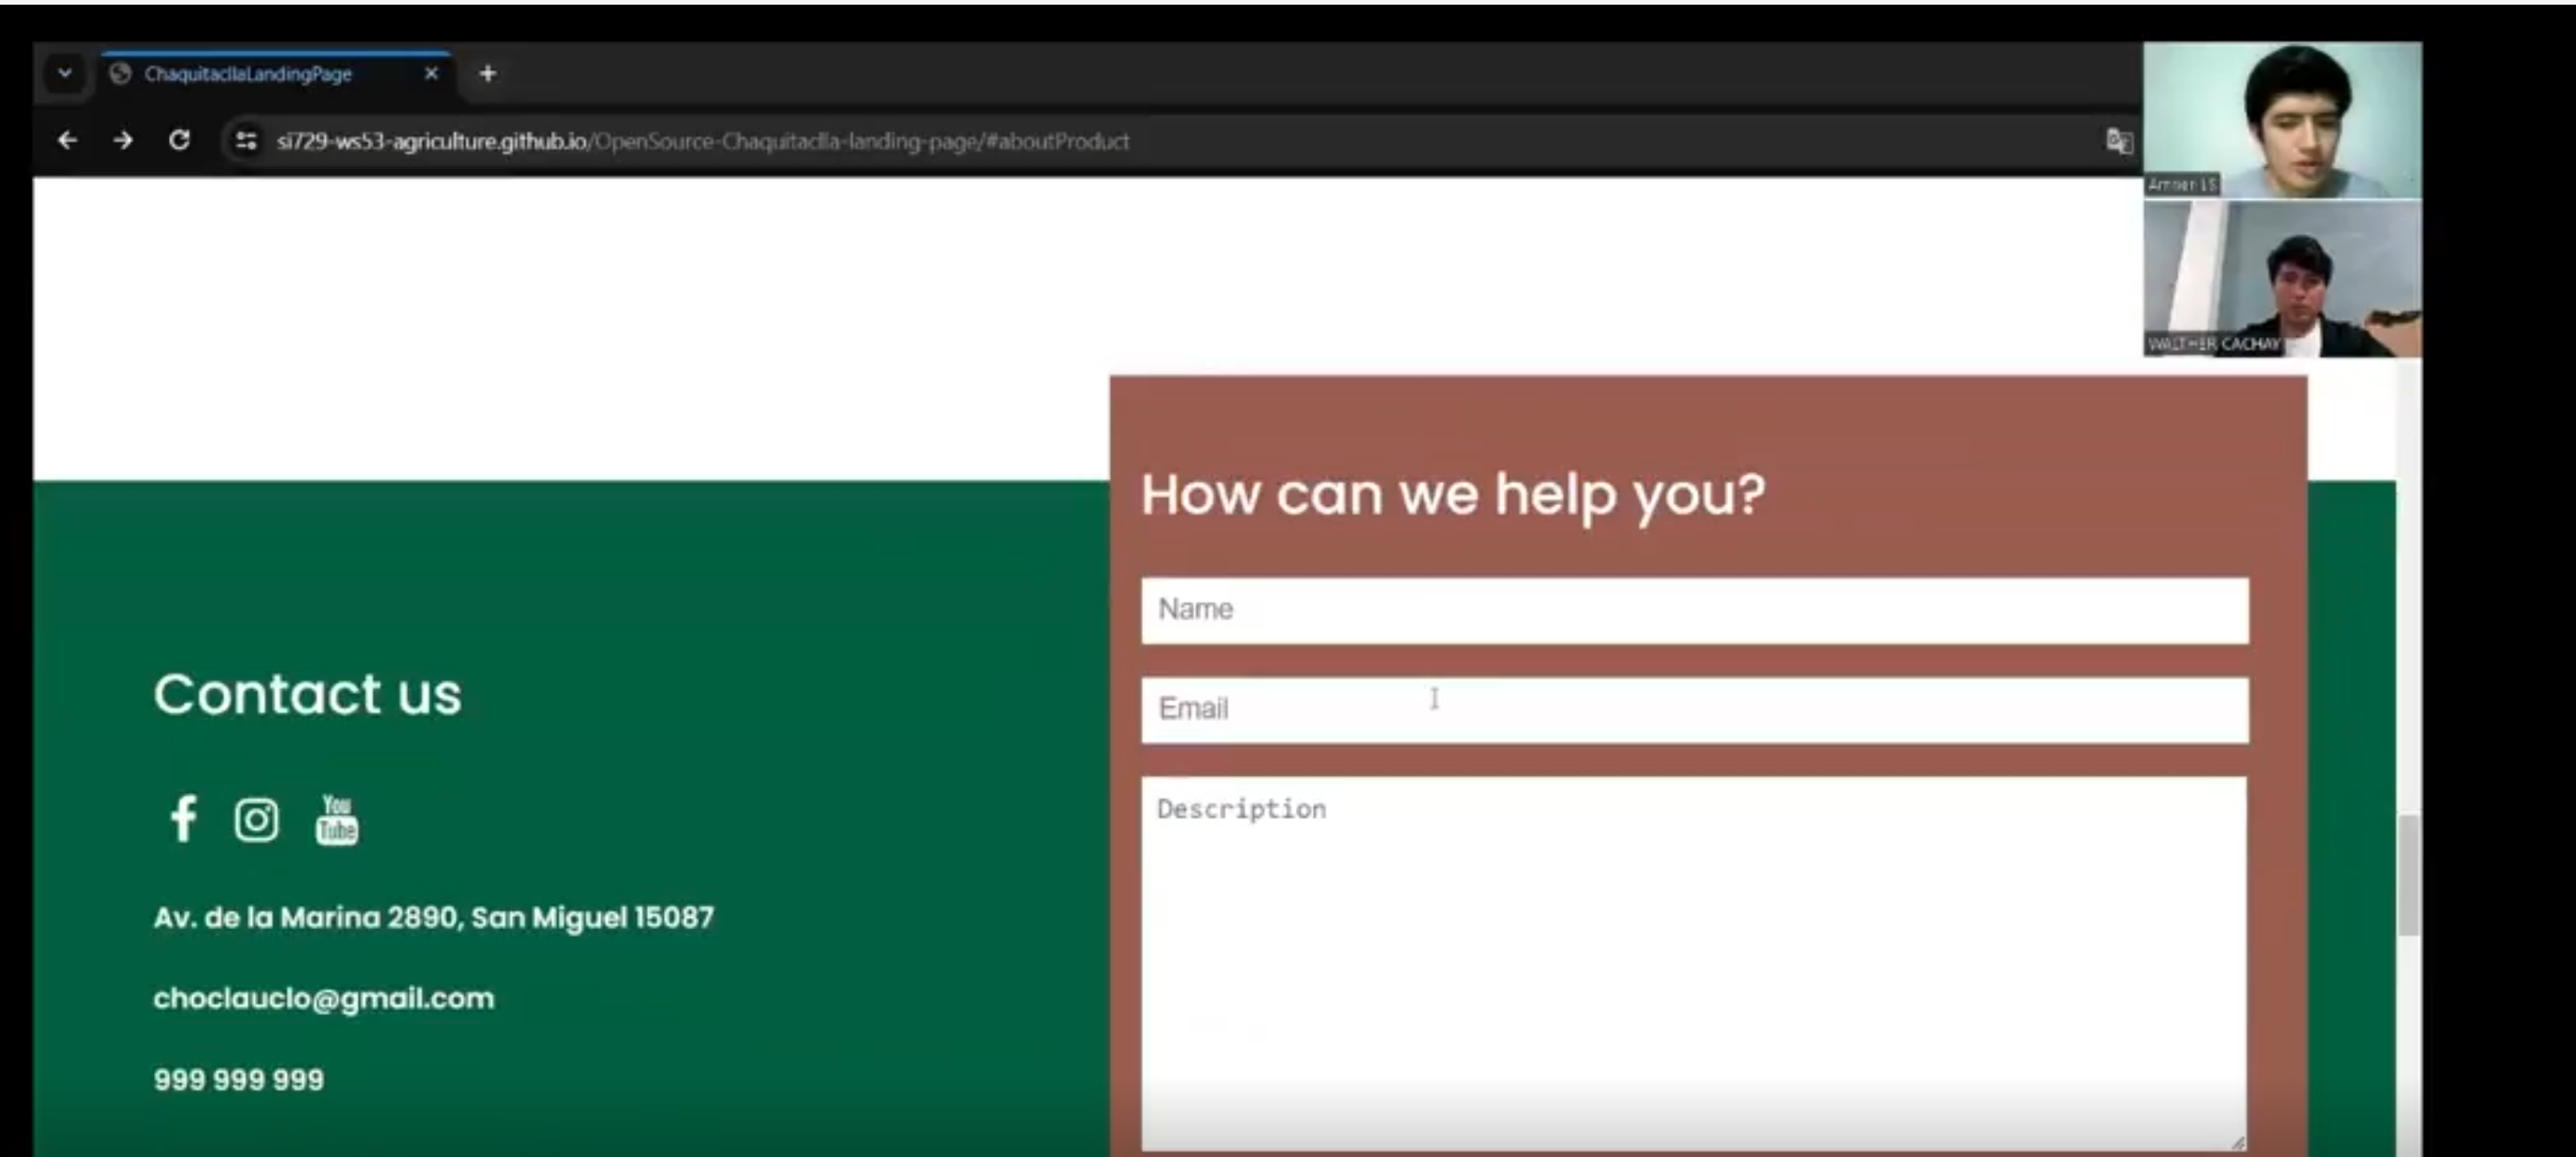 ChaquitacllaLandingPage
si729-ws53-agriculture.github.io/OpenSource-Chaquitaclla-landing-page/#aboutProduct
WALTHER CACHAY
How can we help you?
Name
Email
Description
Contact us
You
Tube
Av. de la Marina 2890, San Miguel 15087
choclauclo@gmail.com
999 999 999